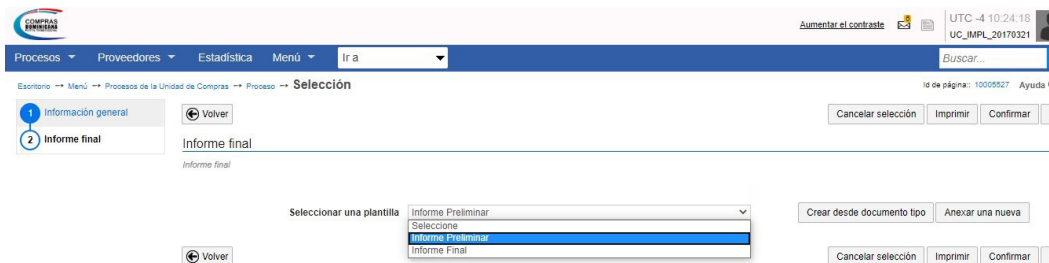 COMPRAS
DOMINICANA
Aumentar el contraste
UTC -4 10:24:18
UC_IMPL_20170321
Procesos Proveedores Estadística Menú Ir a Buscar...
Escritorio → Menú → Procesos de la Unidad de Compras → Proceso → Selección Id de página:: 10005527 Ayuda
1 Información general Volver Cancelar selección Imprimir Confirmar
2 Informe final Informe final
Informe final
Seleccionar una plantilla Informe Preliminar Crear desde documento tipo Anexar una nueva
Seleccione
Informe Preliminar
Informe Final
Volver Cancelar selección Imprimir Confirmar